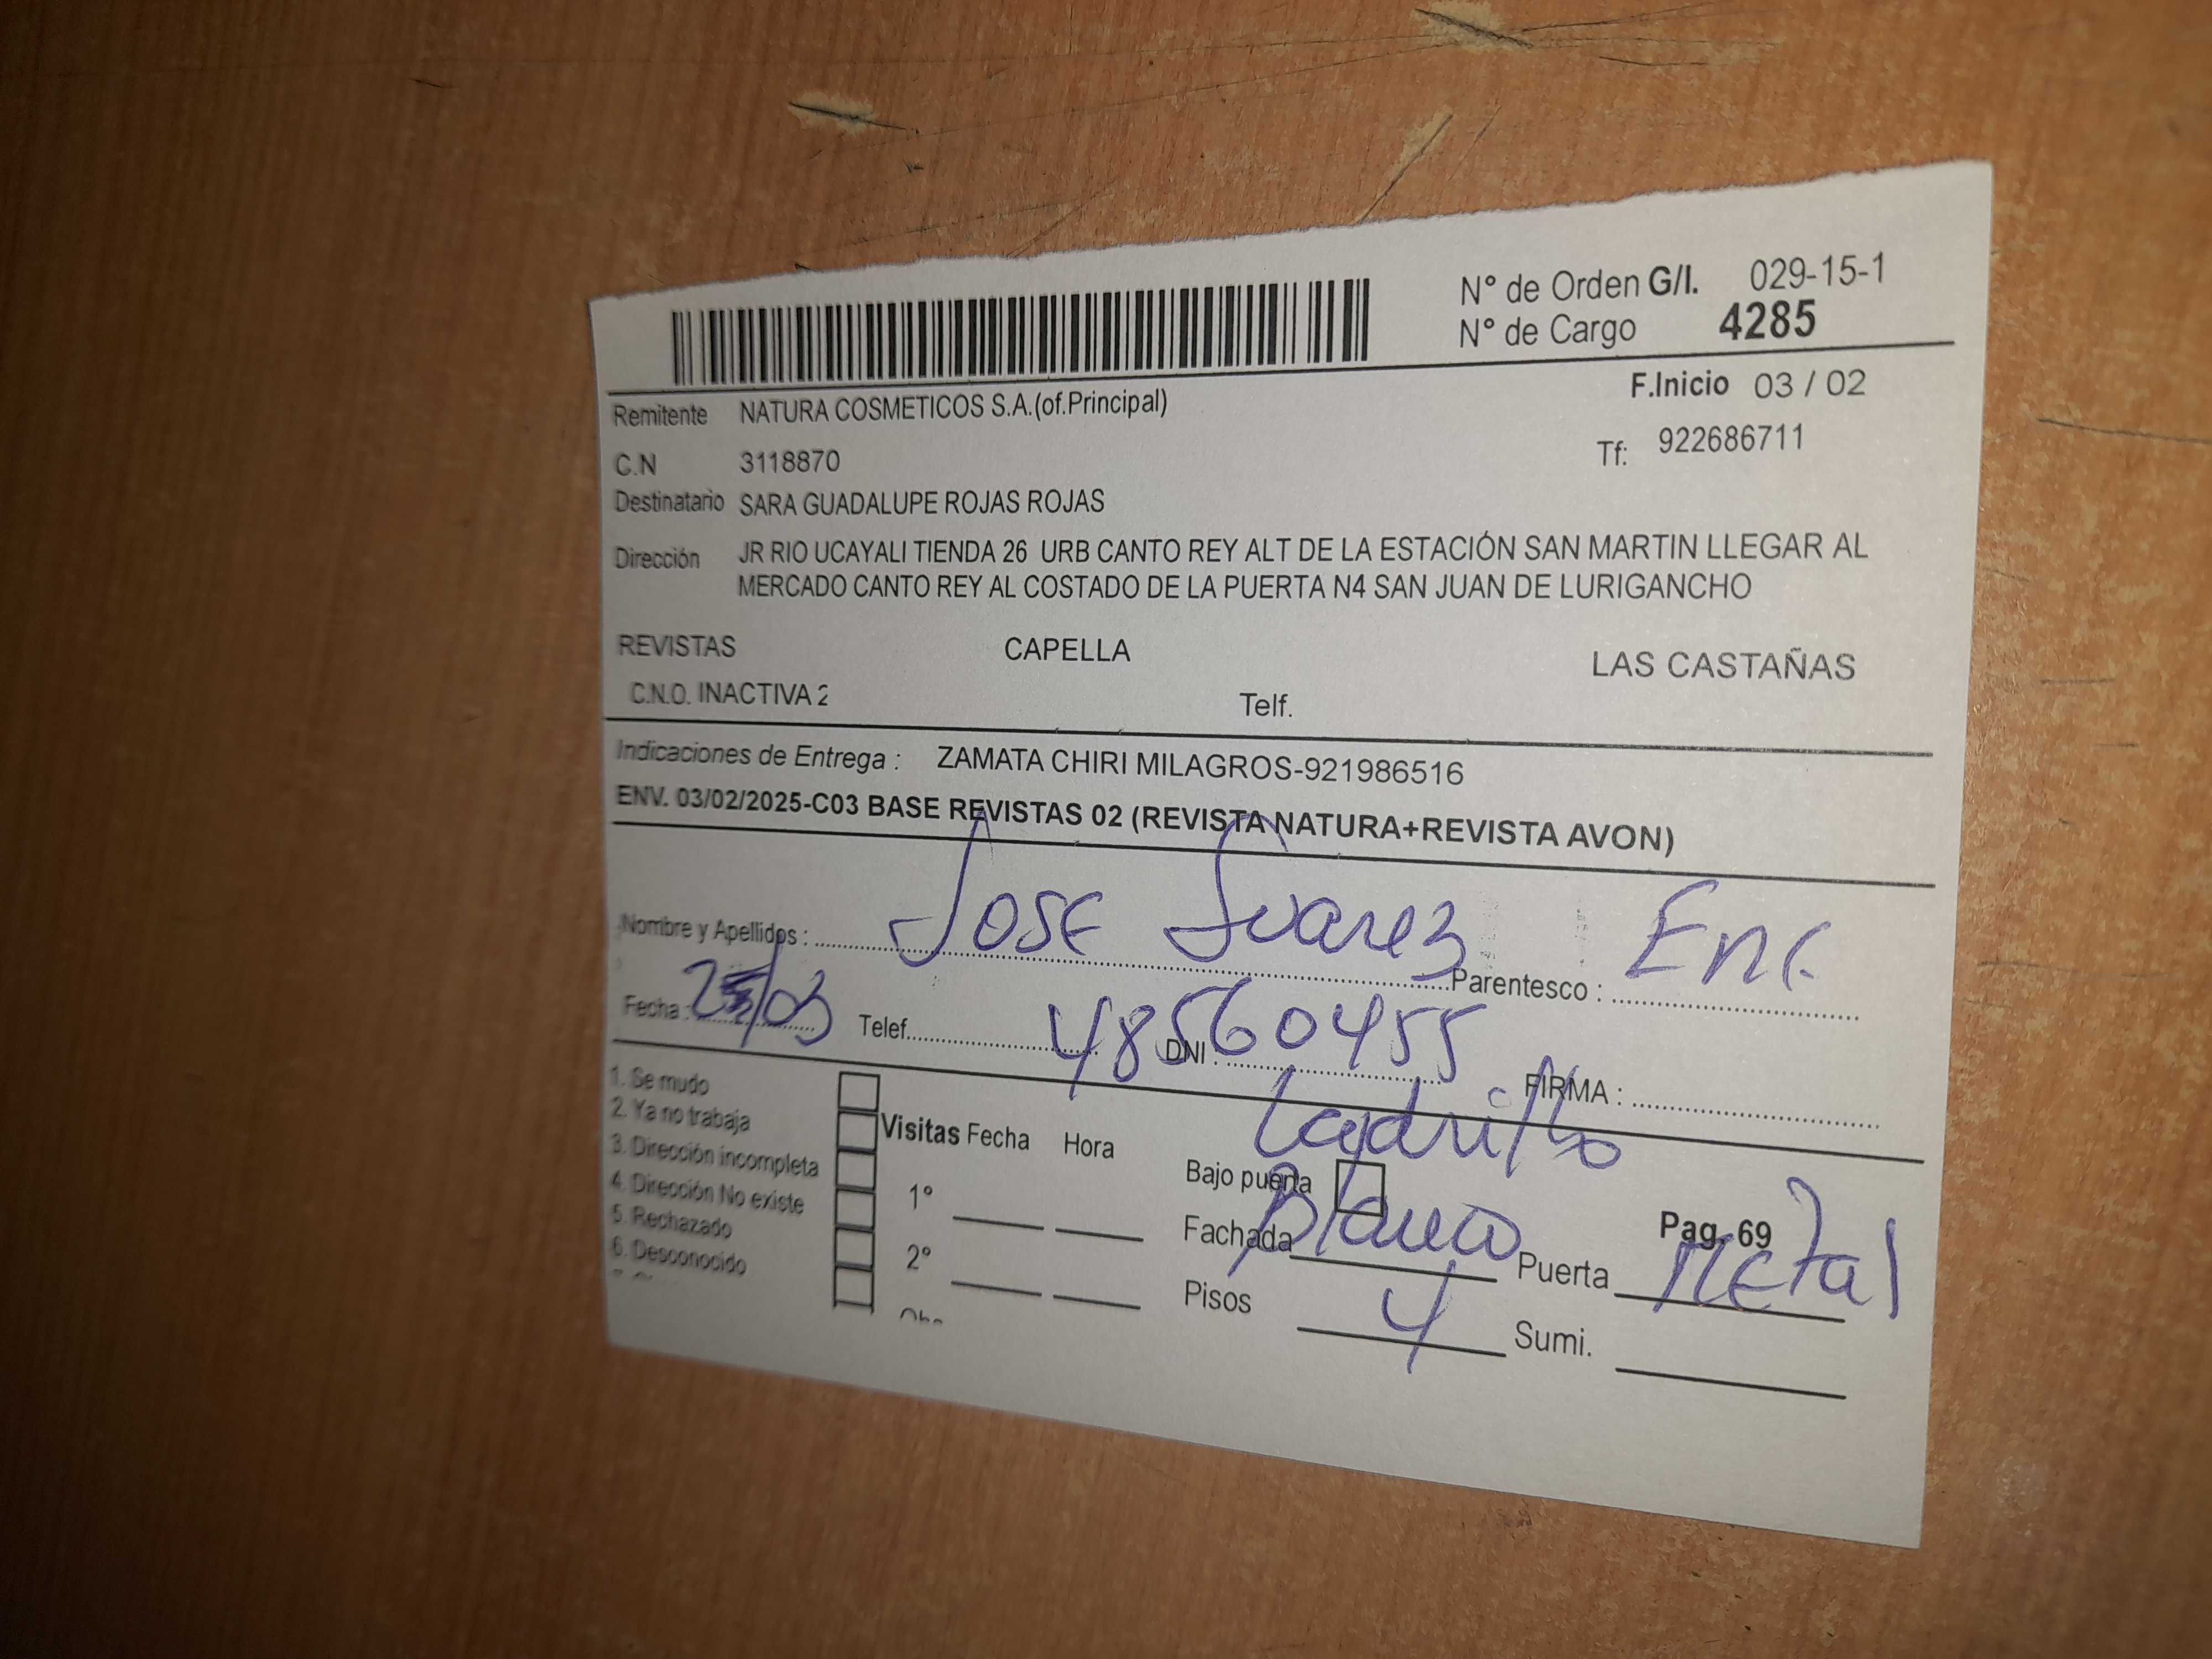 N° de Orden G/I. 029-15-1
N° de Cargo 4285
F.Inicio 03 / 02
Remitente NATURA COSMETICOS S.A.(of.Principal)
Tf: 922686711
C.N 3118870
Destinatario SARA GUADALUPE ROJAS ROJAS
Dirección JR RIO UCAYALI TIENDA 26 URB CANTO REY ALT DE LA ESTACIÓN SAN MARTIN LLEGAR AL
MERCADO CANTO REY AL COSTADO DE LA PUERTA N4 SAN JUAN DE LURIGANCHO
REVISTAS CAPELLA LAS CASTAÑAS
C.N.O. INACTIVA 2 Telf.
Indicaciones de Entrega : ZAMATA CHIRI MILAGROS-921986516
ENV. 03/02/2025-C03 BASE REVISTAS 02 (REVISTA NATURA+REVISTA AVON)
Nombre y Apellidos : Jose Suarez Parentesco : Enc
Fecha : Telef. DNI : 48560455 FIRMA :
Ladrillo
1. Se mudo
2. Ya no trabaja
3. Dirección incompleta
4. Dirección No existe
5. Rechazado
6. Desconocido
Visitas Fecha Hora
1°
2°
Bajo puerta Pag. 69
Fachada Blanco Puerta Metal
Pisos 4 Sumi.